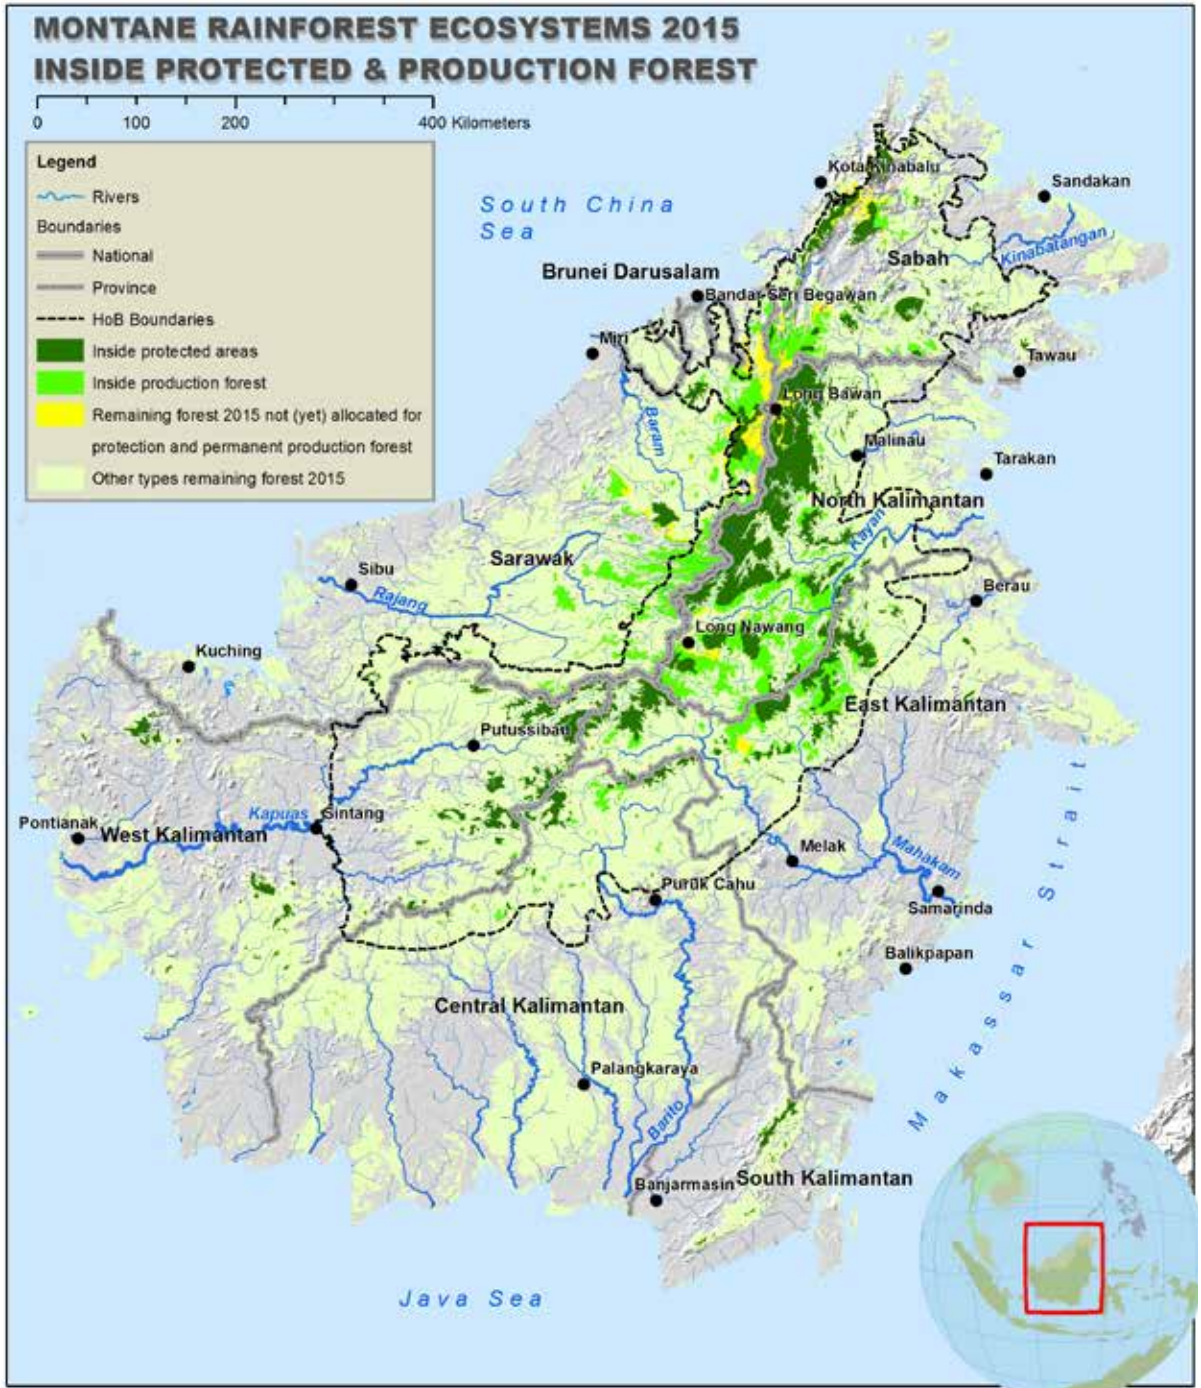 MONTANE RAINFOREST ECOSYSTEMS 2015
INSIDE PROTECTED & PRODUCTION FOREST
0 100 200 400 Kilometers
Legend
Rivers
Boundaries
National
Province
HoB Boundaries
Inside protected areas
Inside production forest
Remaining forest 2015 not (yet) allocated for
protection and permanent production forest
Other types remaining forest 2015
South China
Sea
Kota Kinabalu
Sandakan
Kinabatangan
Sabah
Brunei Darusalam
Bandar Seri Begawan
Miri
Tawau
Long Bawan
Baram
Malinau
Tarakan
North Kalimantan
Kayan
Sarawak
Sibu
Rajang
Berau
Long Nawang
Kuching
East Kalimantan
Putussibau
Makassar Strait
Kapuas
Sintang
Pontianak
West Kalimantan
Melak
Mahakam
Puruk Cahu
Samarinda
Balikpapan
Central Kalimantan
Palangkaraya
Barito
Banjarmasin
South Kalimantan
Java Sea